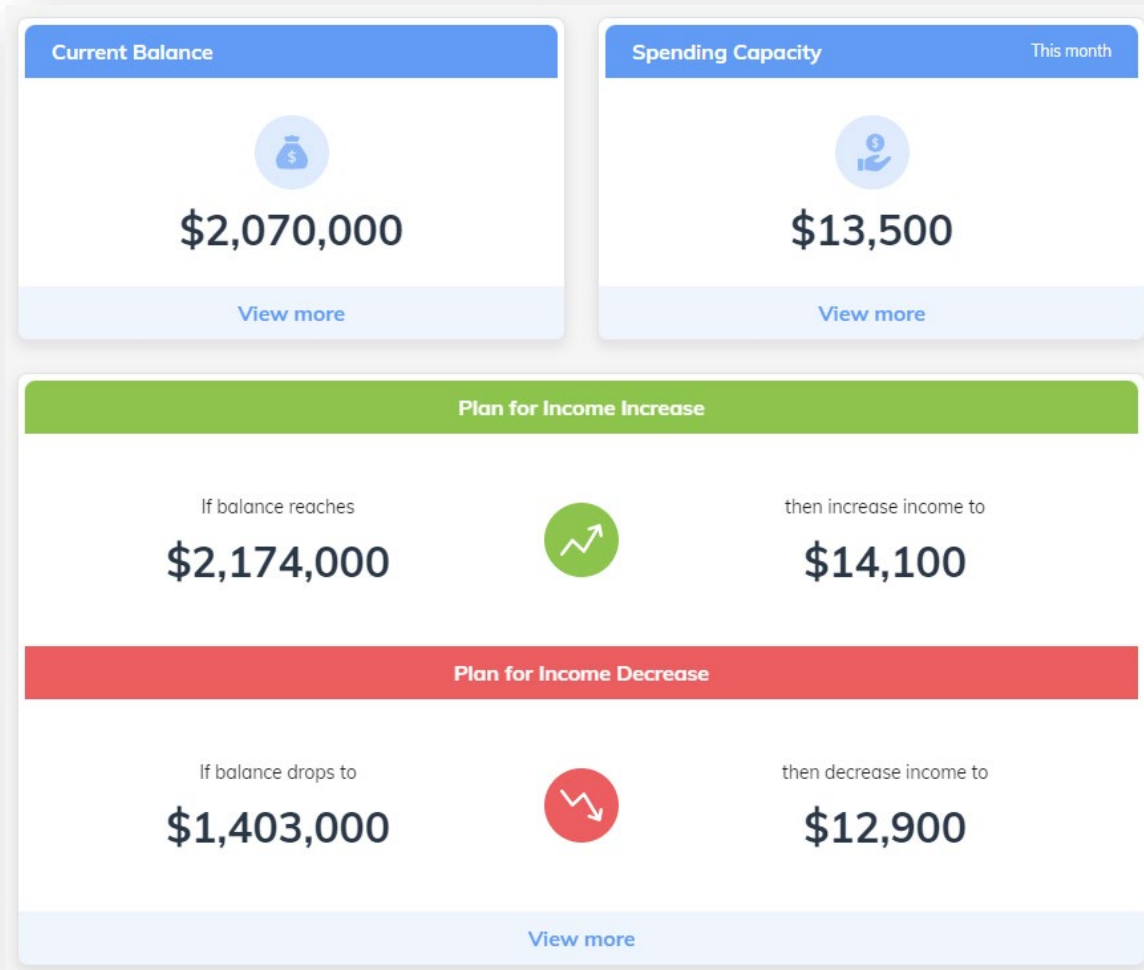 Current Balance
$2,070,000
View more
Spending Capacity This month
$13,500
View more
Plan for Income Increase
If balance reaches
$2,174,000
then increase income to
$14,100
Plan for Income Decrease
If balance drops to
$1,403,000
then decrease income to
$12,900
View more